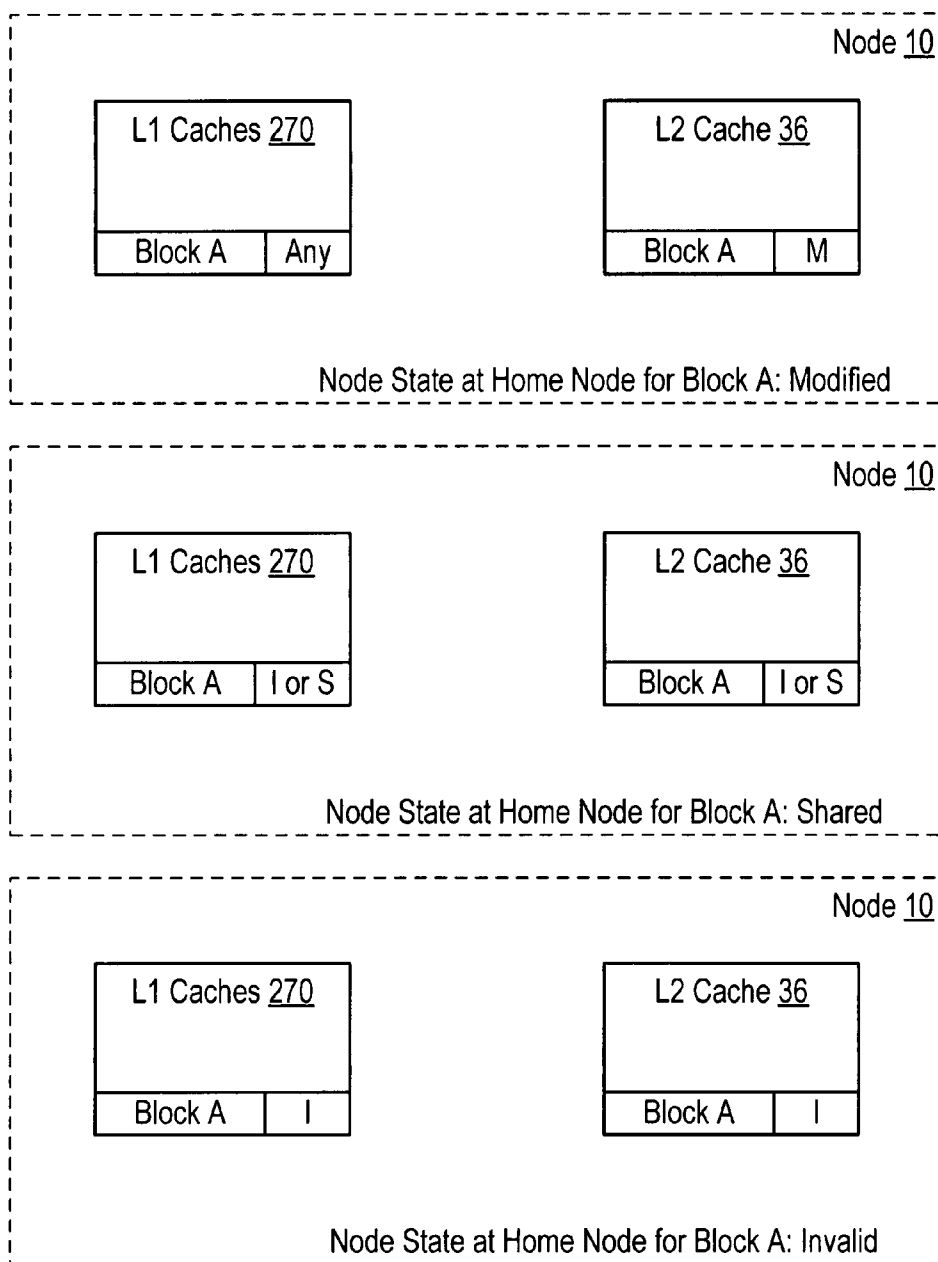 Node 10
L1 Caches 270
L2 Cache 36
Block A Any
Block A M
Node State at Home Node for Block A: Modified
Node 10
L1 Caches 270
L2 Cache 36
Block A I or S
Block A I or S
Node State at Home Node for Block A: Shared
Node 10
L1 Caches 270
L2 Cache 36
Block A I
Block A I
Node State at Home Node for Block A: Invalid